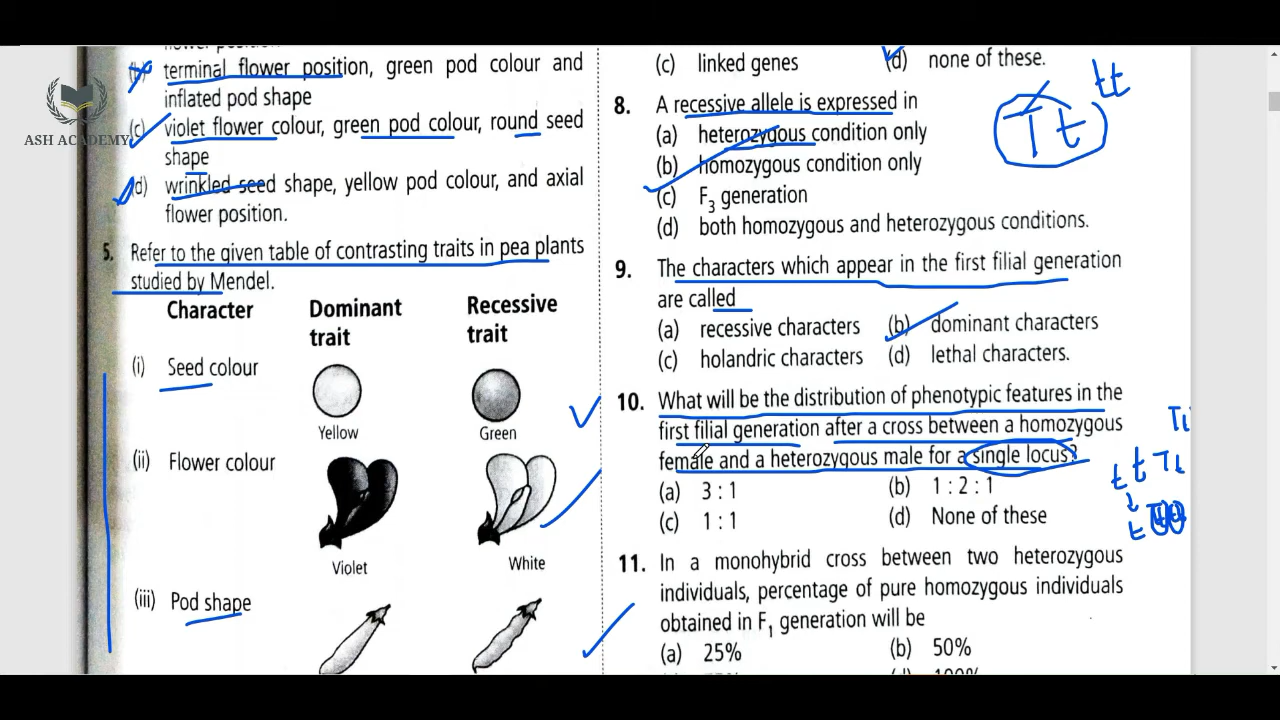 (b) terminal flower position, green pod colour and
inflated pod shape
(c) violet flower colour, green pod colour, round seed
shape
(d) wrinkled seed shape, yellow pod colour, and axial
flower position.
5. Refer to the given table of contrasting traits in pea plants
studied by Mendel.
Character Dominant trait Recessive trait
(i) Seed colour
Yellow Green
(ii) Flower colour
Violet White
(iii) Pod shape
ASH ACADEMY
(c) linked genes (d) none of these.
8. A recessive allele is expressed in
(a) heterozygous condition only
(b) homozygous condition only
(c) F3 generation
(d) both homozygous and heterozygous conditions.
tt
Tt
9. The characters which appear in the first filial generation
are called
(a) recessive characters (b) dominant characters
(c) holandric characters (d) lethal characters.
10. What will be the distribution of phenotypic features in the
first filial generation after a cross between a homozygous
female and a heterozygous male for a single locus?
(a) 3 : 1 (b) 1 : 2 : 1
(c) 1 : 1 (d) None of these
11. In a monohybrid cross between two heterozygous
individuals, percentage of pure homozygous individuals
obtained in F1 generation will be
(a) 25% (b) 50%